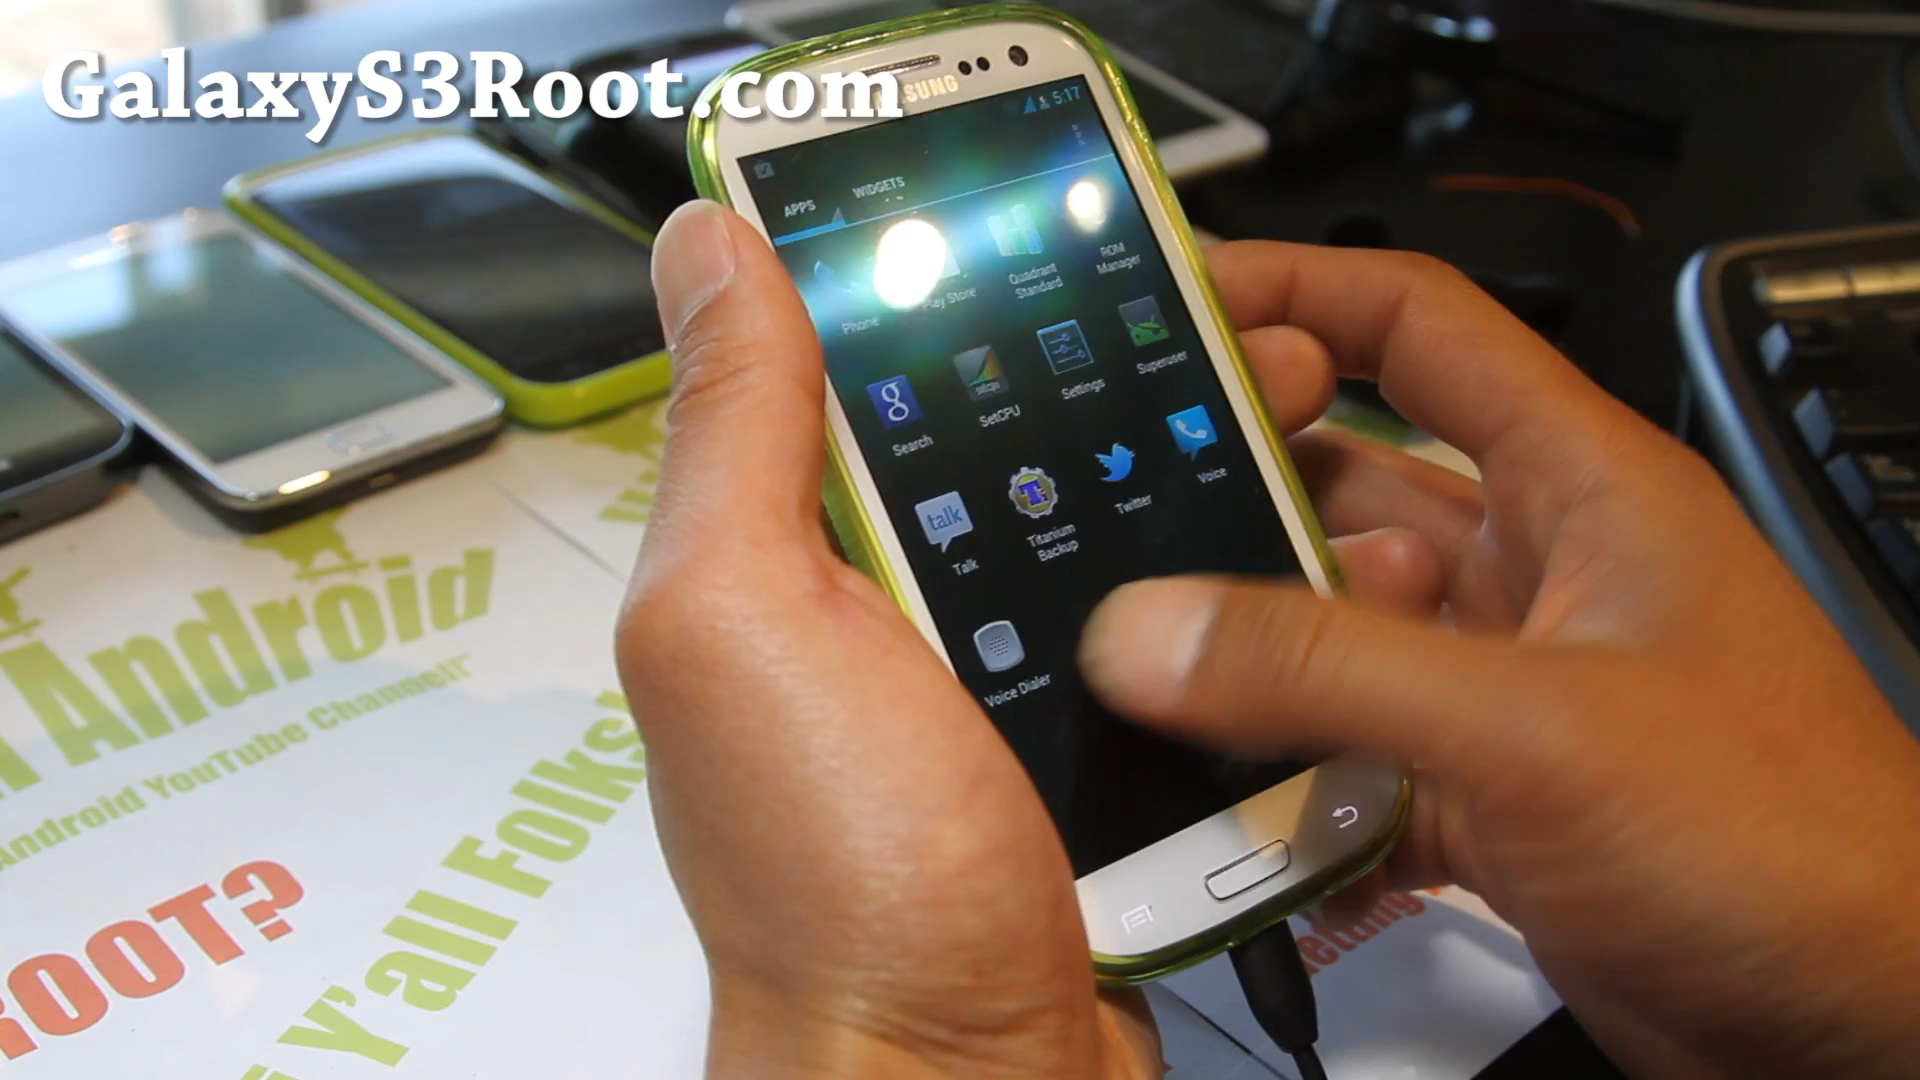 GalaxyS3Root.com
SUNG
5:17
APPS WIDGETS
Phone
Play Store
Quadrant Standard
ROM Manager
Search
SetCPU
Settings
Superuser
talk
Talk
Titanium Backup
Twitter
Voice
Voice Dialer
Android
Android YouTube Channel!
ROOT?
Y'all Folks!